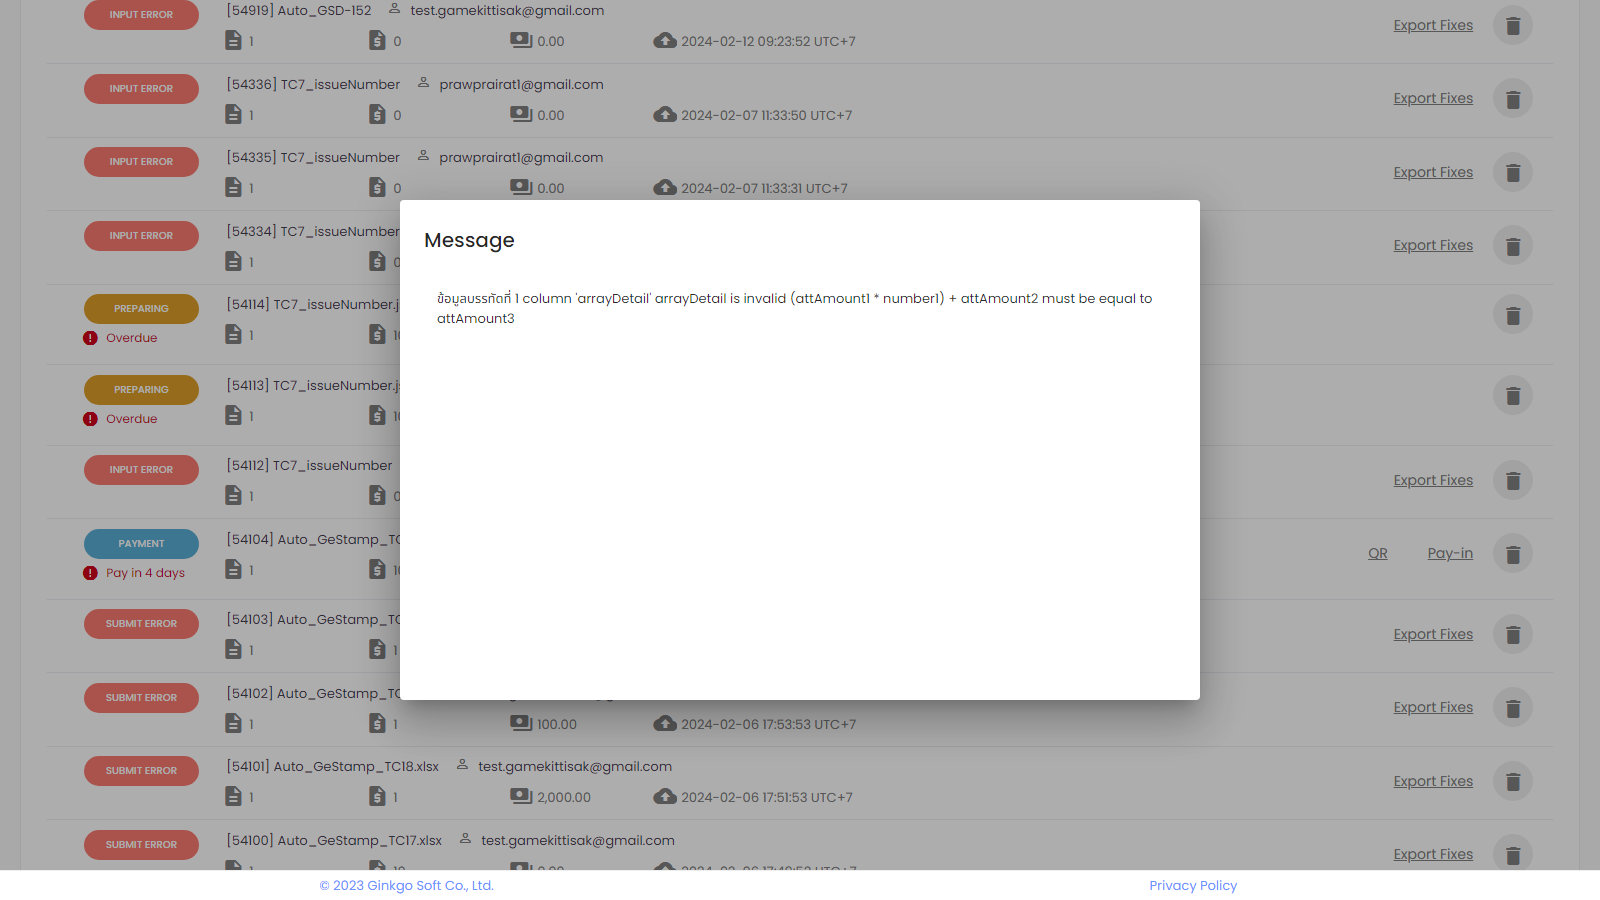 INPUT ERROR
[54919] Auto_GSD-152 test.gamekittisak@gmail.com
Export Fixes
1 0 0.00 2024-02-12 09:23:52 UTC+7
INPUT ERROR
[54336] TC7_issueNumber prawprairat1@gmail.com
Export Fixes
1 0 0.00 2024-02-07 11:33:50 UTC+7
INPUT ERROR
[54335] TC7_issueNumber prawprairat1@gmail.com
Export Fixes
1 0 0.00 2024-02-07 11:33:31 UTC+7
INPUT ERROR
[54334] TC7_issueNumber
Export Fixes
1 0
Message
ข้อมูลบรรทัดที่ 1 column 'arrayDetail' arrayDetail is invalid (attAmount1 * number1) + attAmount2 must be equal to
attAmount3
PREPARING
[54114] TC7_issueNumber.j
Overdue
1
PREPARING
[54113] TC7_issueNumber.j
Overdue
1
INPUT ERROR
[54112] TC7_issueNumber
Export Fixes
1 0
PAYMENT
[54104] Auto_GeStamp_TC
QR Pay-in
Pay in 4 days
1
SUBMIT ERROR
[54103] Auto_GeStamp_TC
Export Fixes
1 1
SUBMIT ERROR
[54102] Auto_GeStamp_TC
Export Fixes
1 1 100.00 2024-02-06 17:53:53 UTC+7
SUBMIT ERROR
[54101] Auto_GeStamp_TC18.xlsx test.gamekittisak@gmail.com
Export Fixes
1 1 2,000.00 2024-02-06 17:51:53 UTC+7
SUBMIT ERROR
[54100] Auto_GeStamp_TC17.xlsx test.gamekittisak@gmail.com
Export Fixes
© 2023 Ginkgo Soft Co., Ltd.
Privacy Policy